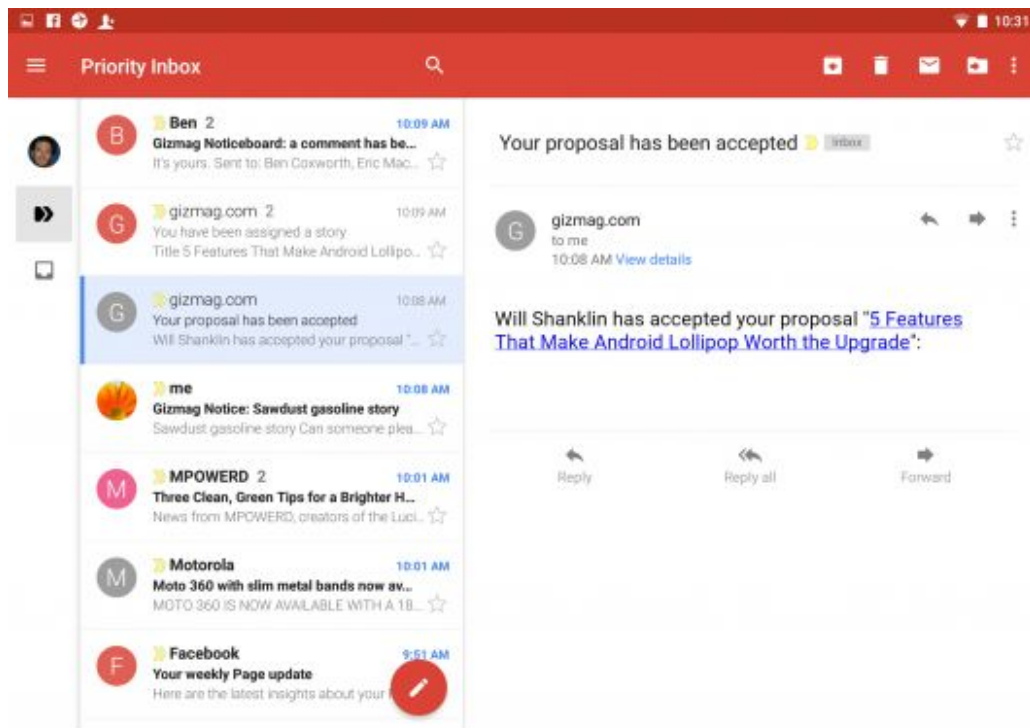 10:31
Priority Inbox
B
Ben 2 10:09 AM
Gizmag Noticeboard: a comment has be...
It's yours. Sent to: Ben Coxworth, Eric Mac...
G
gizmag.com 2 10:09 AM
You have been assigned a story
Title 5 Features That Make Android Lollipo...
G
gizmag.com 10:08 AM
Your proposal has been accepted
Will Shanklin has accepted your proposal "...
me 10:08 AM
Gizmag Notice: Sawdust gasoline story
Sawdust gasoline story Can someone plea...
M
MPOWERD 2 10:01 AM
Three Clean, Green Tips for a Brighter H...
News from MPOWERD, creators of the Luci...
M
Motorola 10:01 AM
Moto 360 with slim metal bands now av...
MOTO 360 IS NOW AVAILABLE WITH A 18...
F
Facebook 9:51 AM
Your weekly Page update
Here are the latest insights about your
Your proposal has been accepted Inbox
G
gizmag.com
to me
10:08 AM View details
Will Shanklin has accepted your proposal "5 Features
That Make Android Lollipop Worth the Upgrade":
Reply Reply all Forward